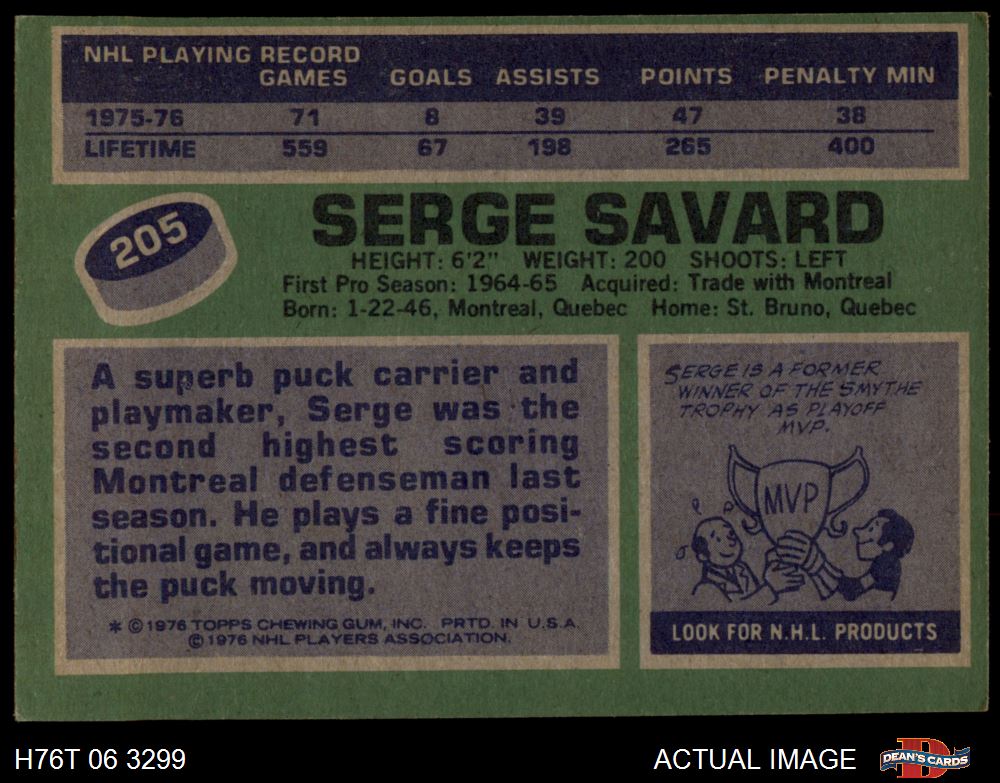 NHL PLAYING RECORD
GAMES GOALS ASSISTS POINTS PENALTY MIN
1975-76 71 8 39 47 38
LIFETIME 559 67 198 265 400
205
SERGE SAVARD
HEIGHT: 6'2" WEIGHT: 200 SHOOTS: LEFT
First Pro Season: 1964-65 Acquired: Trade with Montreal
Born: 1-22-46, Montreal, Quebec Home: St. Bruno, Quebec
A superb puck carrier and
playmaker, Serge was the
second highest scoring
Montreal defenseman last
season. He plays a fine posi-
tional game, and always keeps
the puck moving.
* ©1976 TOPPS CHEWING GUM, INC. PRTD. IN U.S.A.
©1976 NHL PLAYERS ASSOCIATION.
SERGE IS A FORMER
WINNER OF THE SMYTHE
TROPHY AS PLAYOFF
MVP.
MVP
LOOK FOR N.H.L. PRODUCTS
H76T 06 3299
ACTUAL IMAGE
DEAN'S CARDS